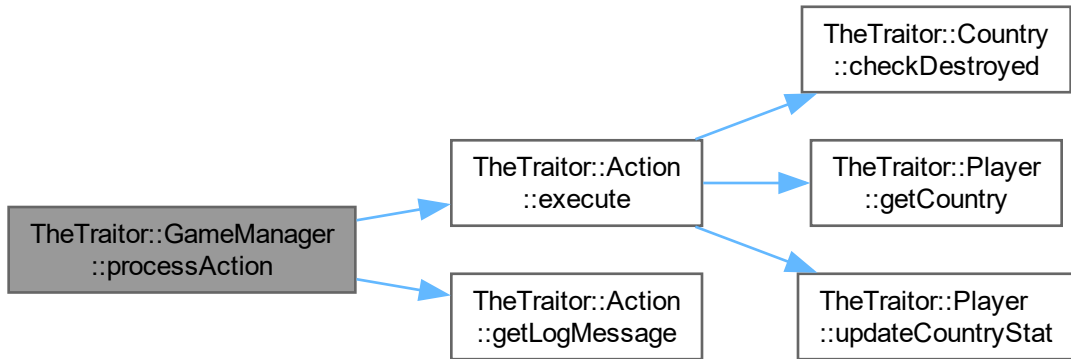 TheTraitor::GameManager
::processAction
TheTraitor::Action
::execute
TheTraitor::Action
::getLogMessage
TheTraitor::Country
::checkDestroyed
TheTraitor::Player
::getCountry
TheTraitor::Player
::updateCountryStat